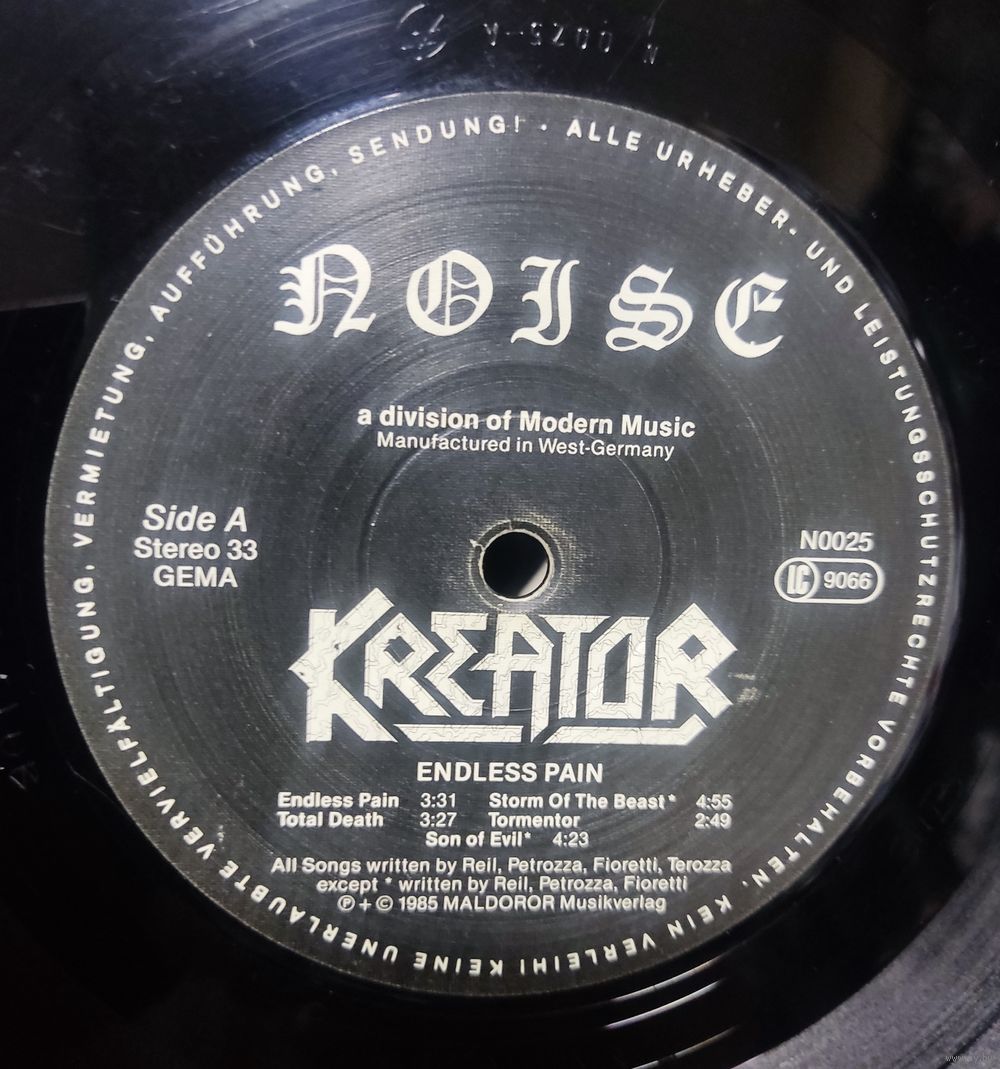 N 0025-A
ALLE URHEBER- UND LEISTUNGSSCHUTZRECHTE VORBEHALTEN. KEIN VERLEIH! KEINE UNERLAUBTE VERVIELFÄLTIGUNG, VERMIETUNG, AUFFÜHRUNG, SENDUNG! ·
NOISE
a division of Modern Music
Manufactured in West-Germany
Side A
Stereo 33
GEMA
N0025
LC 9066
KREATOR
ENDLESS PAIN
Endless Pain 3:31 Storm Of The Beast* 4:55
Total Death 3:27 Tormentor 2:49
Son of Evil* 4:23
All Songs written by Reil, Petrozza, Fioretti, Terozza
except * written by Reil, Petrozza, Fioretti
℗ + © 1985 MALDOROR Musikverlag